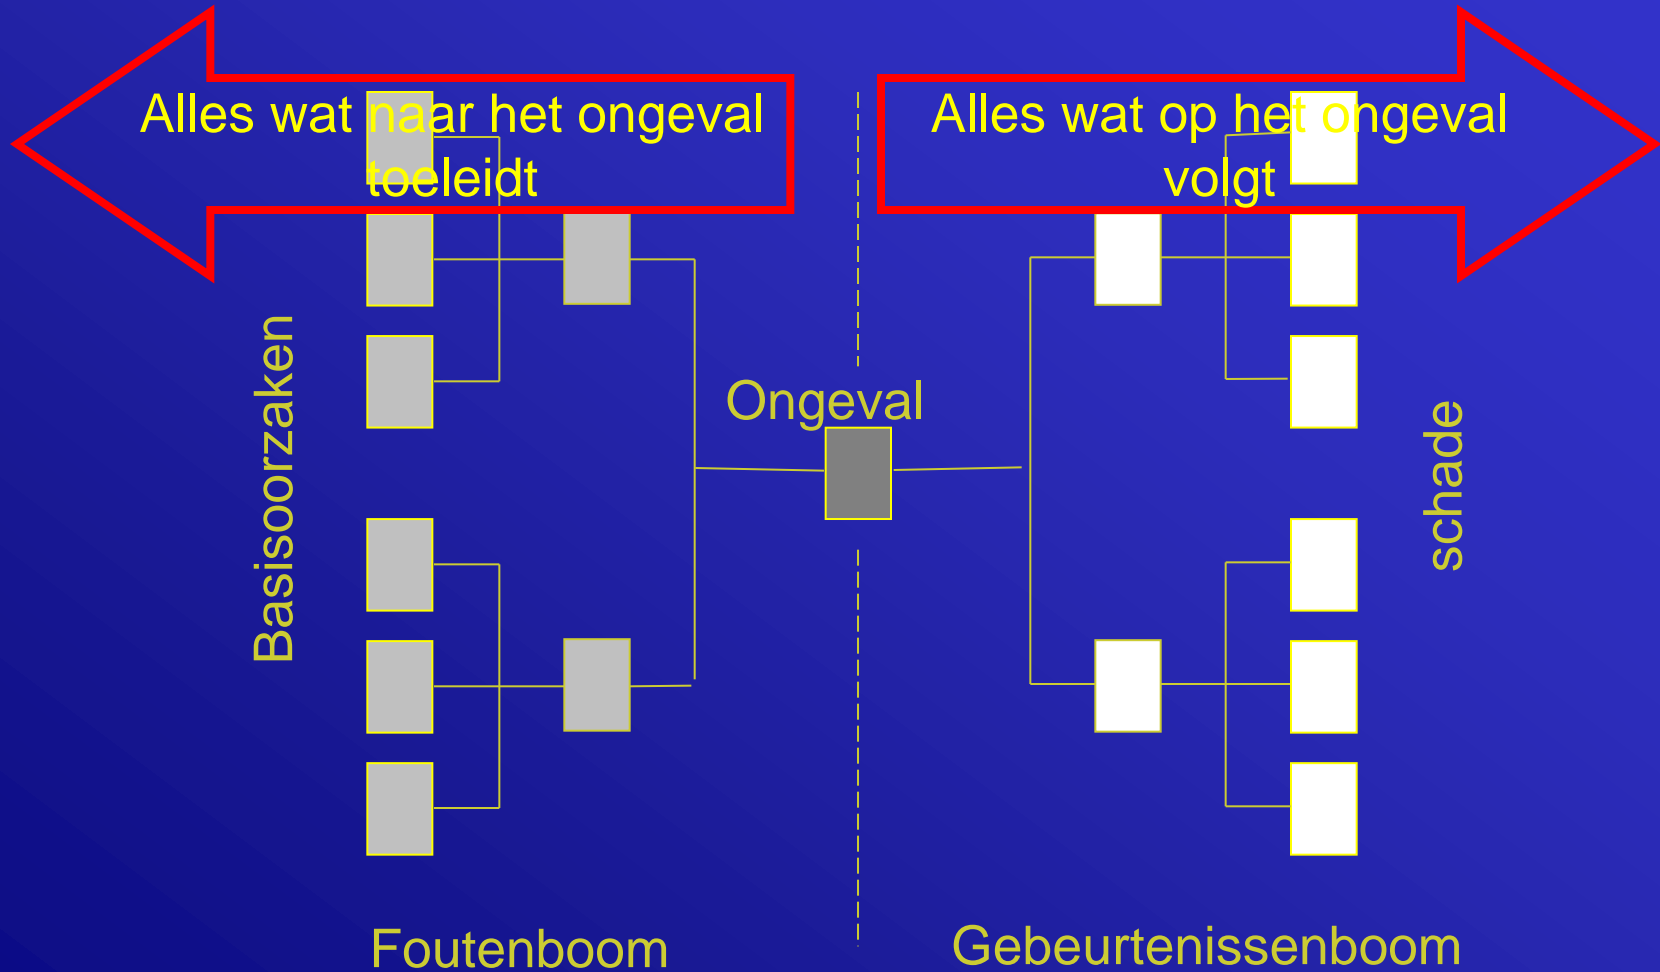 Alles wat naar het ongeval
toeleidt
Alles wat op het ongeval
volgt
Basisoorzaken
Ongeval
schade
Foutenboom
Gebeurtenissenboom